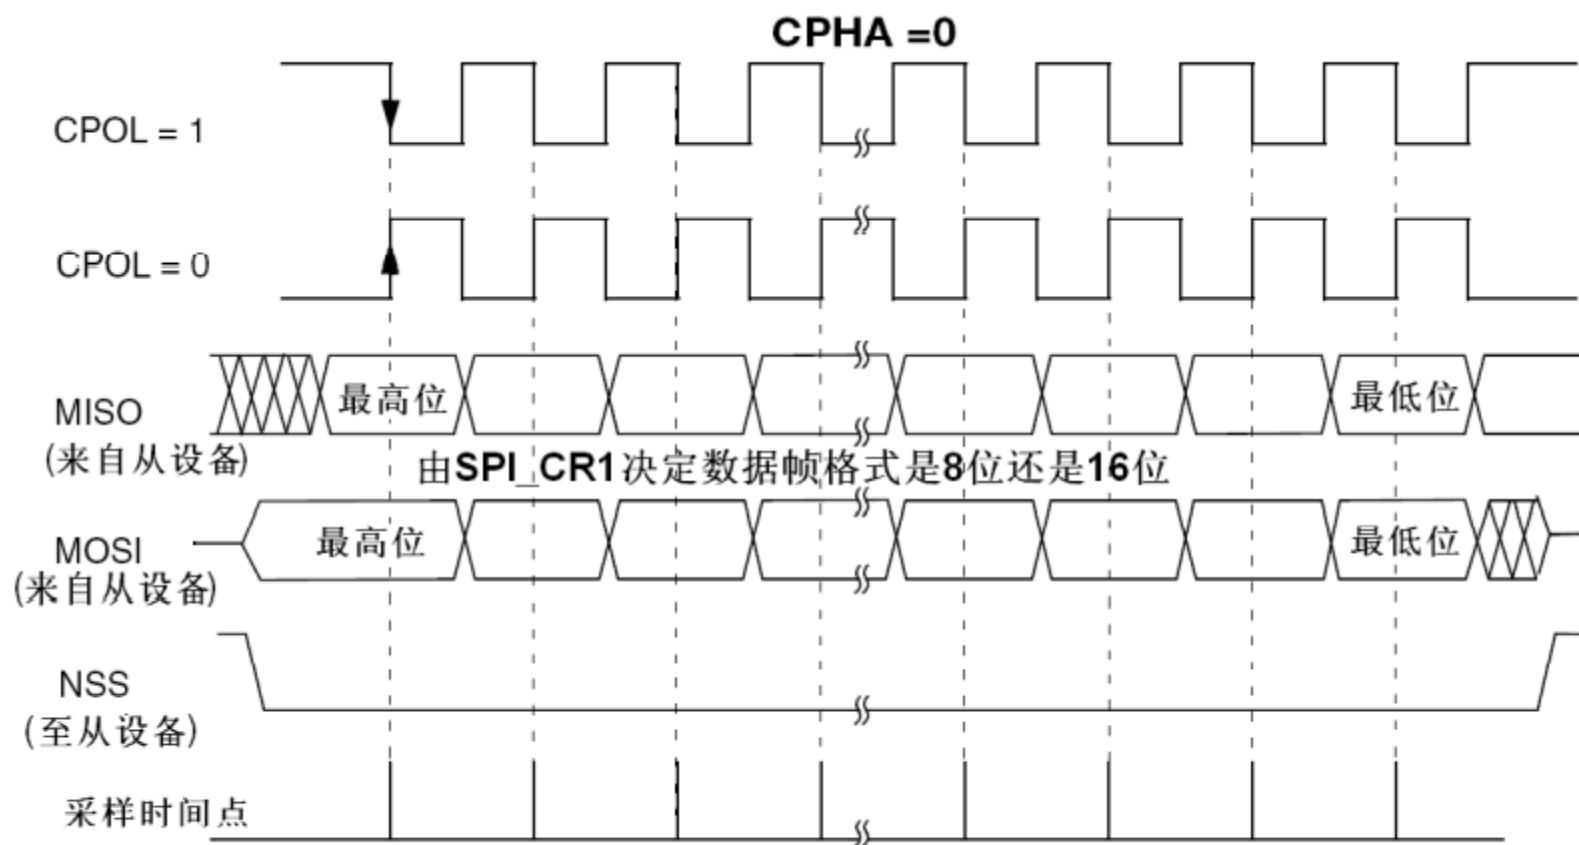 CPHA =0
CPOL = 1
CPOL = 0
MISO
(来自从设备)
最高位
最低位
由SPI_CR1决定数据帧格式是8位还是16位
MOSI
(来自从设备)
最高位
最低位
NSS
(至从设备)
采样时间点